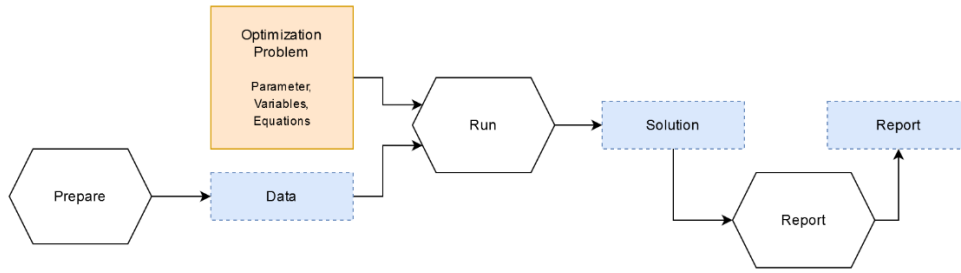 Optimization
Problem
Parameter,
Variables,
Equations
Run
Solution
Report
Prepare
Data
Report